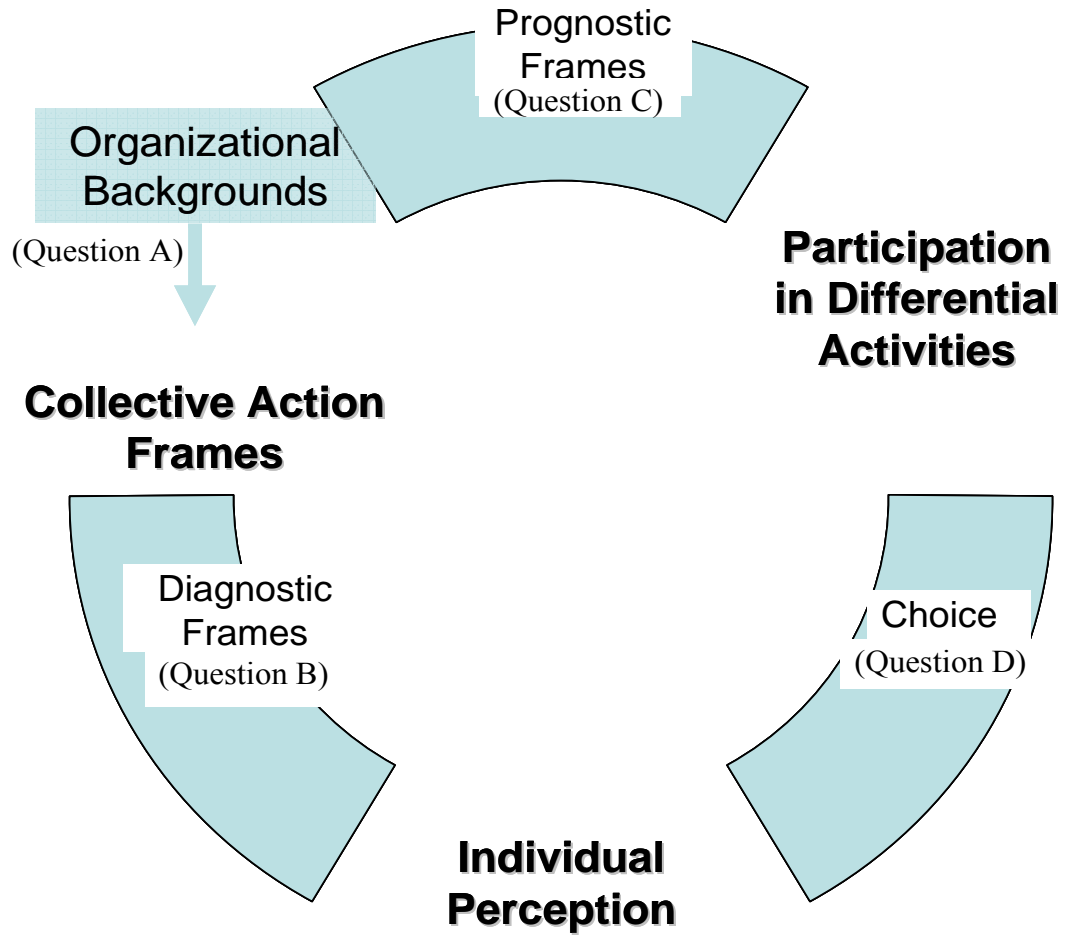 Prognostic
Frames
(Question C)
Organizational
Backgrounds
(Question A)
Participation
in Differential
Activities
Collective Action
Frames
Diagnostic
Frames
(Question B)
Choice
(Question D)
Individual
Perception